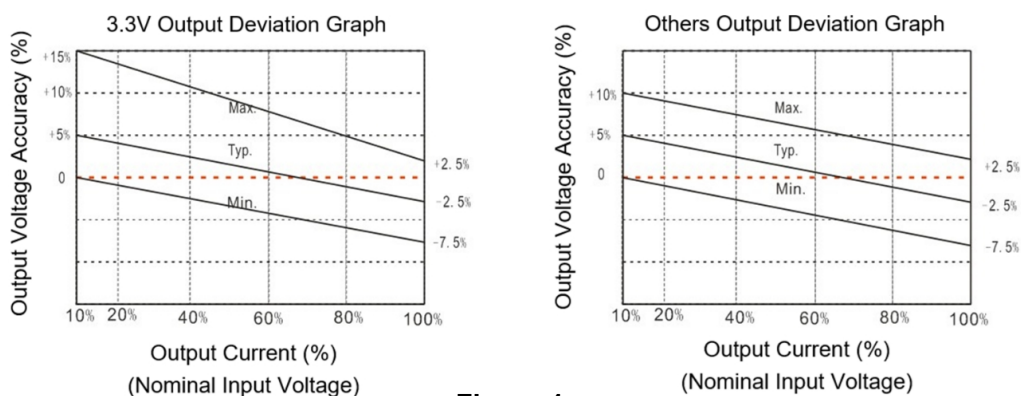 3.3V Output Deviation Graph
Output Voltage Accuracy (%)
+15%
+10%
+5%
0
Max.
Typ.
Min.
+2.5%
-2.5%
-7.5%
10% 20% 40% 60% 80% 100%
Output Current (%)
(Nominal Input Voltage)
Others Output Deviation Graph
Output Voltage Accuracy (%)
+10%
+5%
0
Max.
Typ.
Min.
+2.5%
-2.5%
-7.5%
10% 20% 40% 60% 80% 100%
Output Current (%)
(Nominal Input Voltage)